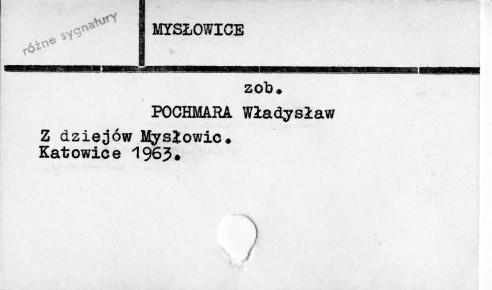 różne sygnatury
MYSŁOWICE
zob.
POCHMARA Władysław
Z dziejów Mysłowic.
Katowice 1963.